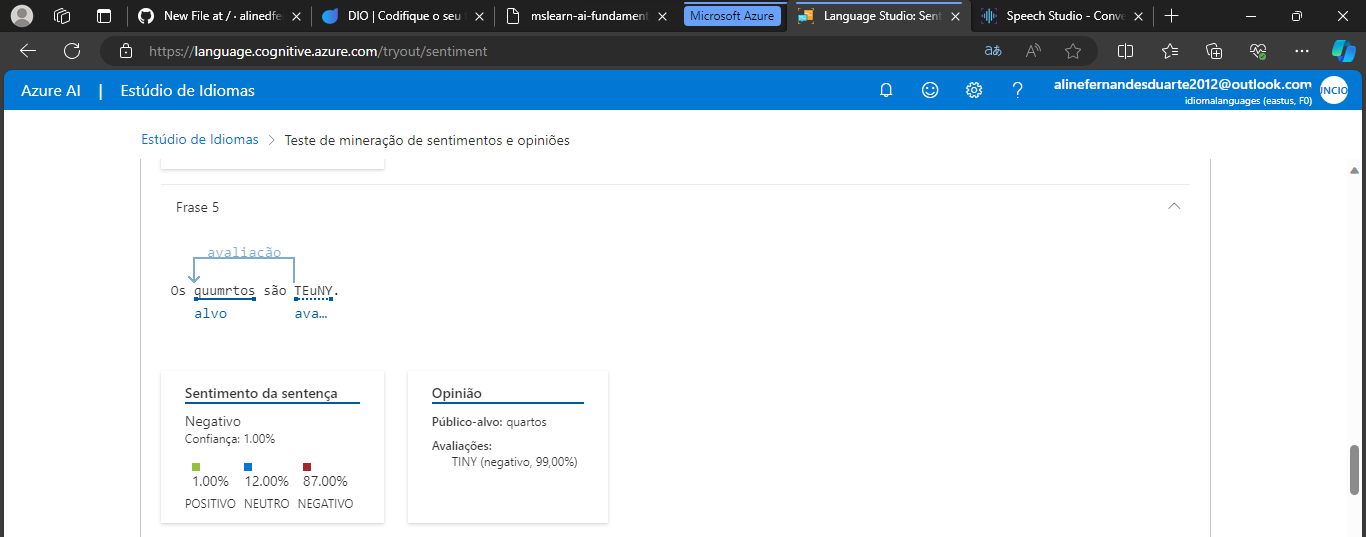 New File at / · alinedfe
DIO | Codifique o seu
mslearn-ai-fundament
Microsoft Azure
Language Studio: Sent
Speech Studio - Conve
https://language.cognitive.azure.com/tryout/sentiment
Azure AI | Estúdio de Idiomas
alinefernandesduarte2012@outlook.com
idiomalanguages (eastus, F0)
UNCIO
Estúdio de Idiomas > Teste de mineração de sentimentos e opiniões
Frase 5
avaliação
Os quumrtos são TEuNY.
alvo ava…
Sentimento da sentença
Negativo
Confiança: 1.00%
1.00% 12.00% 87.00%
POSITIVO NEUTRO NEGATIVO
Opinião
Público-alvo: quartos
Avaliações:
TINY (negativo, 99,00%)